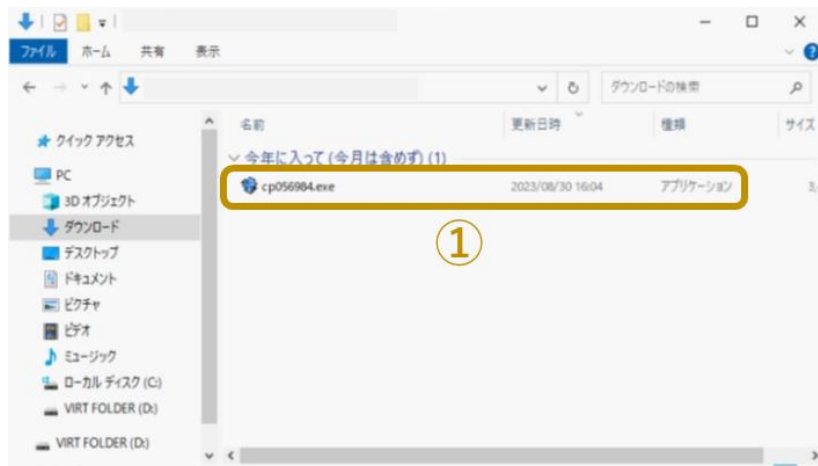 ファイル ホーム 共有 表示
ダウンロードの検索
クイック アクセス
PC
3D オブジェクト
ダウンロード
デスクトップ
ドキュメント
ピクチャ
ビデオ
ミュージック
ローカル ディスク (C:)
VIRT FOLDER (D:)
VIRT FOLDER (D:)
名前 更新日時 種類 サイズ
今年に入って (今月は含めず) (1)
cp056984.exe 2023/08/30 16:04 アプリケーション 3,
①